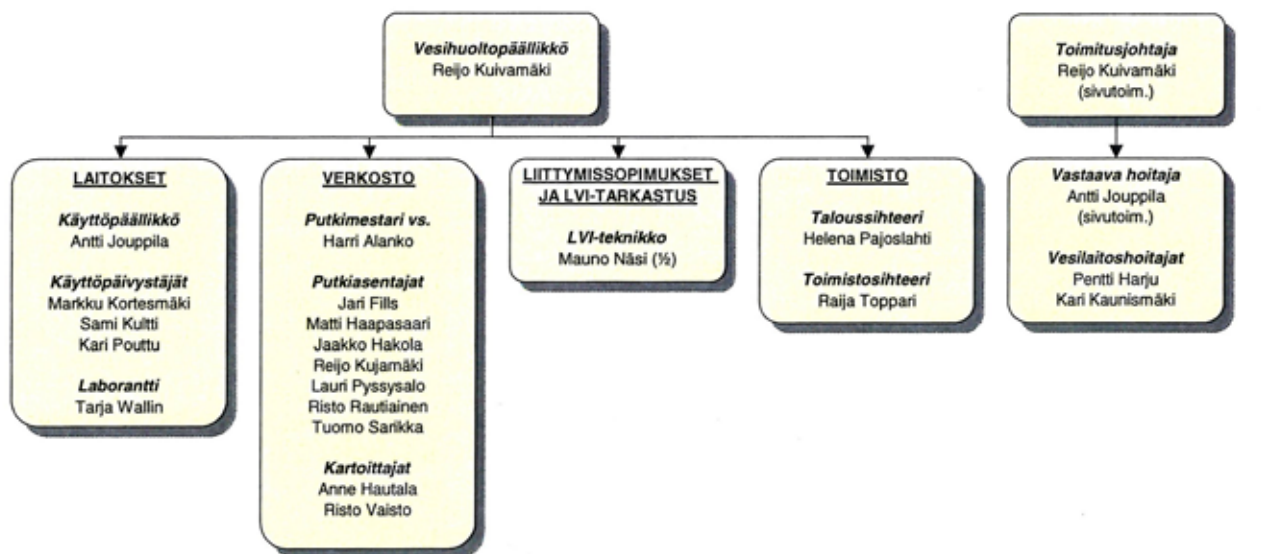 Vesihuoltopäällikkö
Reijo Kuivamäki
Toimitusjohtaja
Reijo Kuivamäki
(sivutoim.)
LAITOKSET
Käyttöpäällikkö
Antti Jouppila
Käyttöpäivystäjät
Markku Kortesmäki
Sami Kultti
Kari Pouttu
Laborantti
Tarja Wallin
VERKOSTO
Putkimestari vs.
Harri Alanko
Putkiasentajat
Jari Fills
Matti Haapasaari
Jaakko Hakola
Reijo Kujamäki
Lauri Pyssysalo
Risto Rautiainen
Tuomo Sarikka
Kartoittajat
Anne Hautala
Risto Vaisto
LIITTYMISSOPIMUKSET
JA LVI-TARKASTUS
LVI-teknikko
Mauno Näsi (½)
TOIMISTO
Taloussihteeri
Helena Pajoslahti
Toimistosihteeri
Raija Toppari
Vastaava hoitaja
Antti Jouppila
(sivutoim.)
Vesilaitoshoitajat
Pentti Harju
Kari Kaunismäki